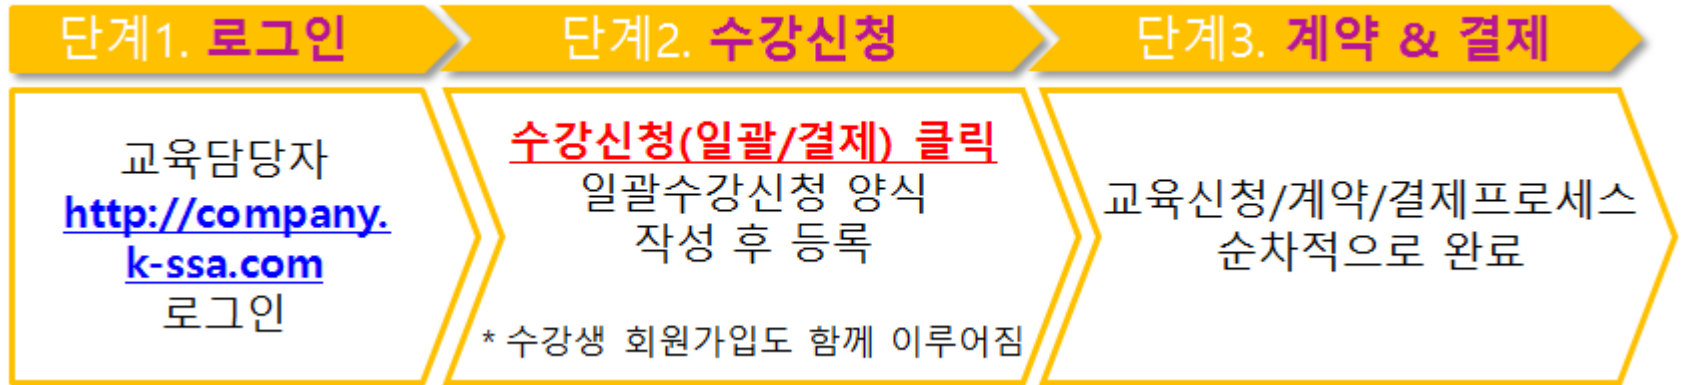 단계1. 로그인
단계2. 수강신청
단계3. 계약 & 결제
교육담당자
http://company.
k-ssa.com
로그인
수강신청(일괄/결제) 클릭
일괄수강신청 양식
작성 후 등록
* 수강생 회원가입도 함께 이루어짐
교육신청/계약/결제프로세스
순차적으로 완료